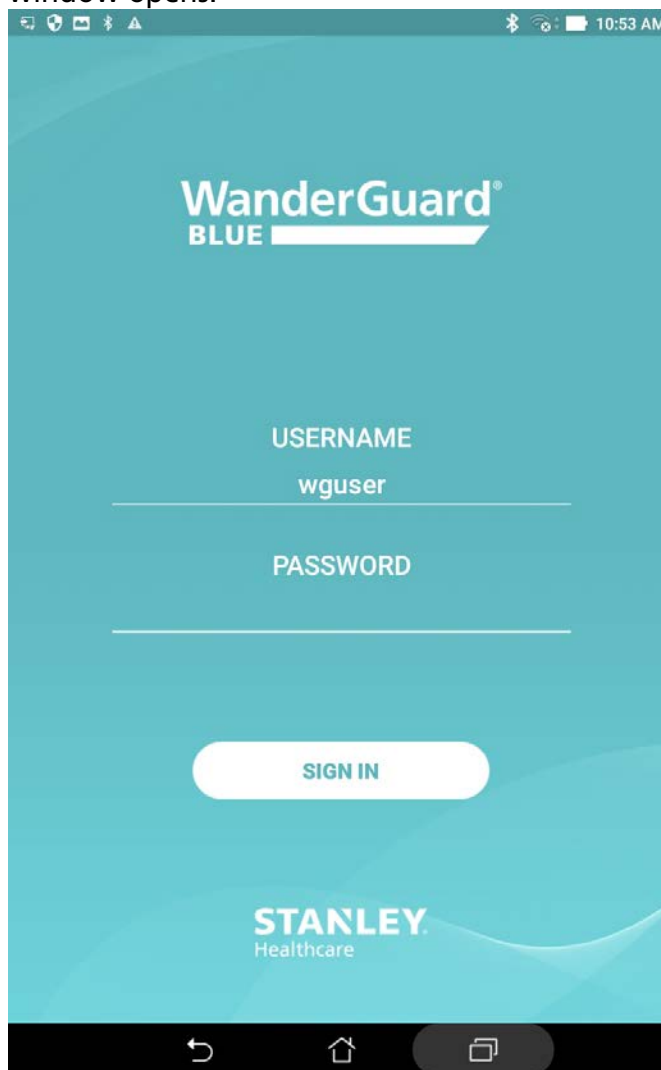 window opens.
10:53 AM
WanderGuard®
BLUE
USERNAME
wguser
PASSWORD
SIGN IN
STANLEY.
Healthcare